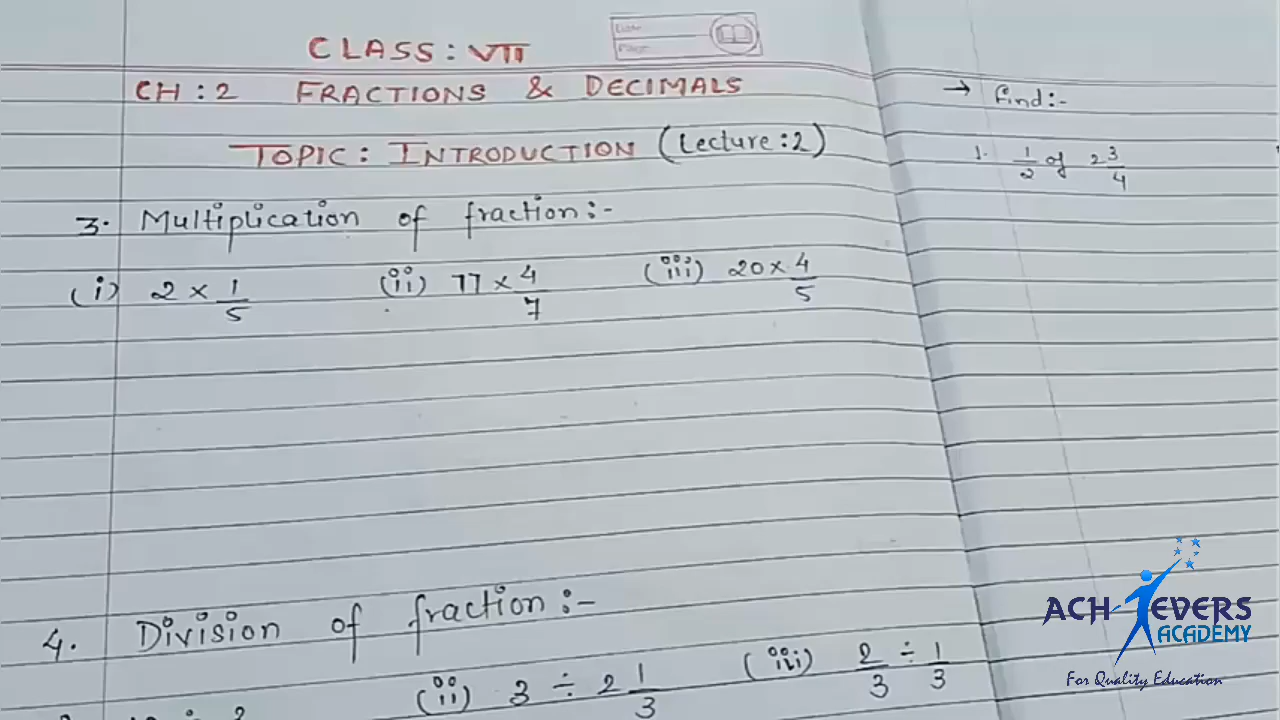 CLASS: VII
CH: 2 FRACTIONS & DECIMALS
TOPIC: INTRODUCTION (Lecture: 2)
3. Multiplication of fraction:-
(i) 2 × 1/5 (ii) 77 × 4/7 (iii) 20 × 4/5
4. Division of fraction:-
(ii) 3 ÷ 2 1/3 (iii) 2/3 ÷ 1/3
→ find:-
1. 1/2 of 2 3/4
ACHIEVERS
ACADEMY
For Quality Education